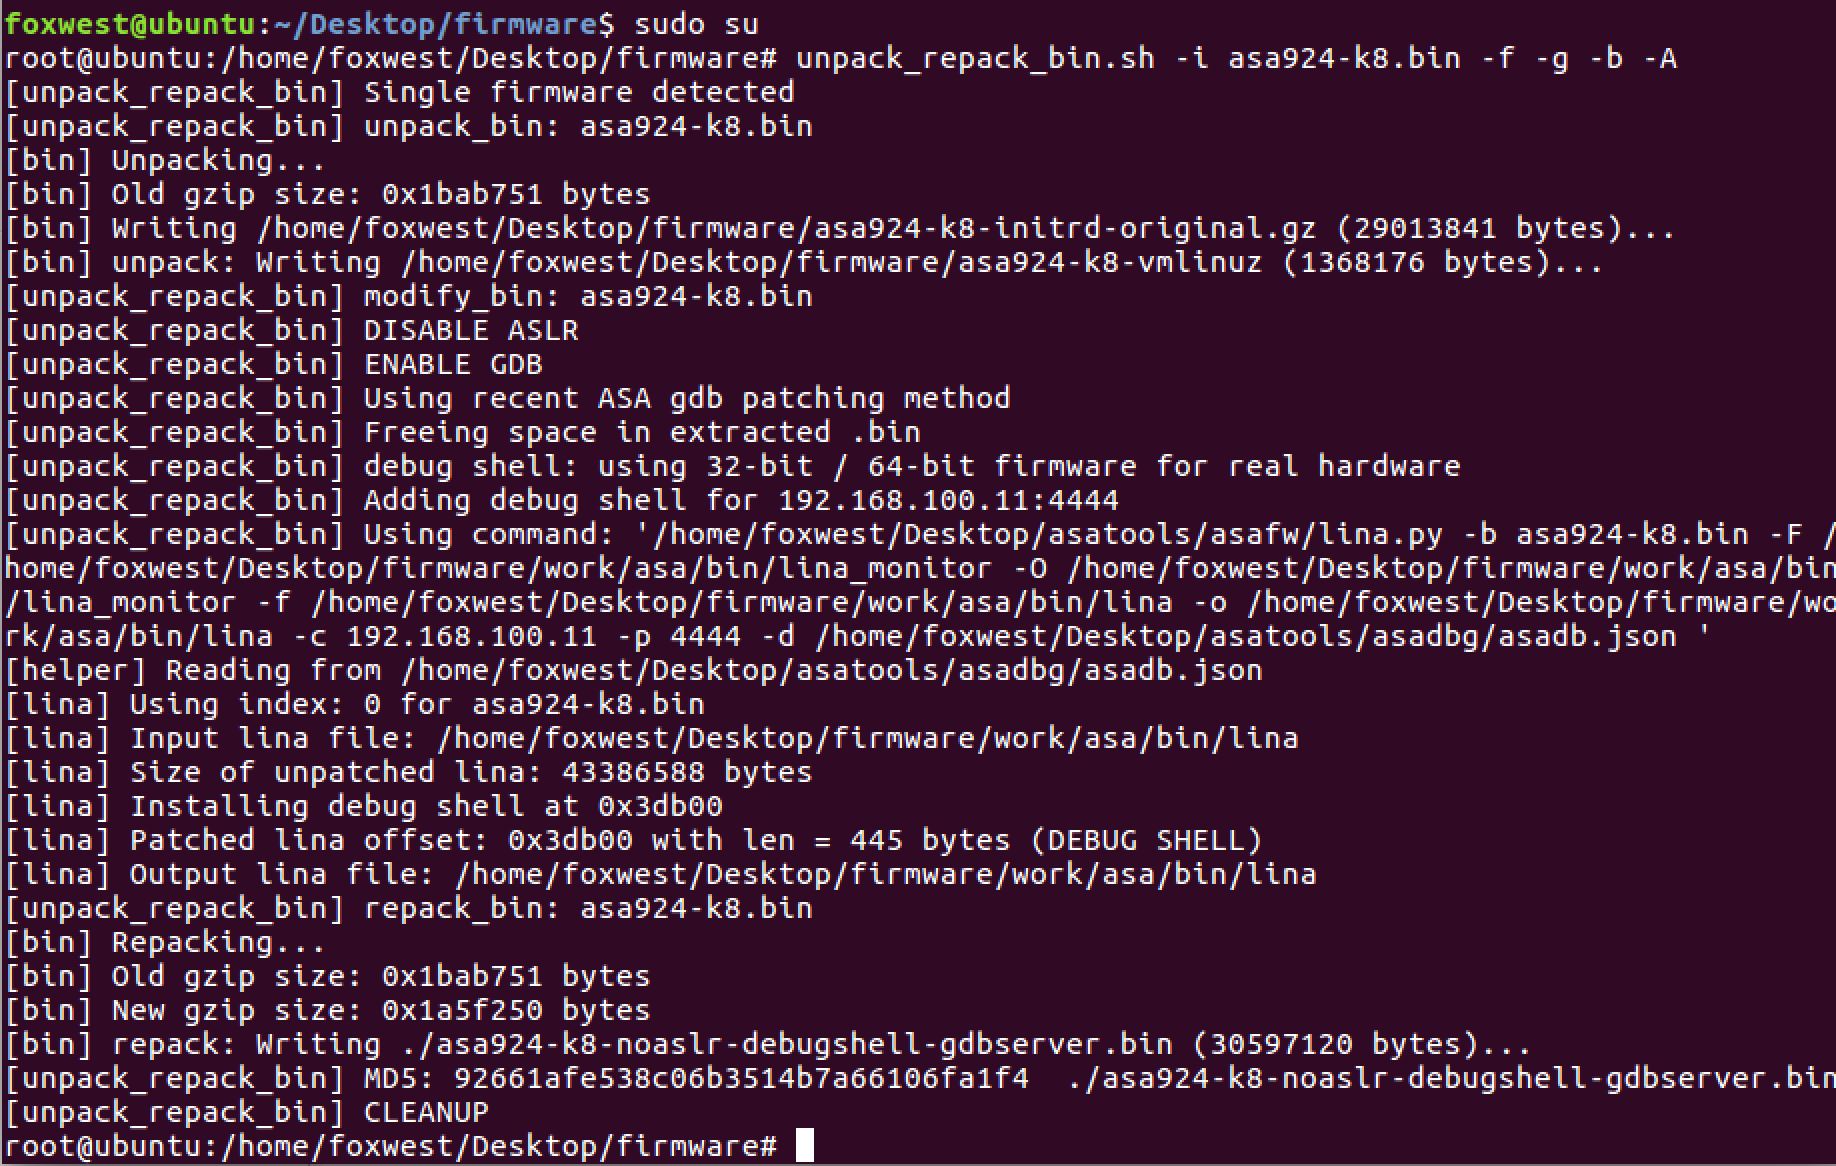 foxwest@ubuntu:~/Desktop/firmware$ sudo su
root@ubuntu:/home/foxwest/Desktop/firmware# unpack_repack_bin.sh -i asa924-k8.bin -f -g -b -A
[unpack_repack_bin] Single firmware detected
[unpack_repack_bin] unpack_bin: asa924-k8.bin
[bin] Unpacking...
[bin] Old gzip size: 0x1bab751 bytes
[bin] Writing /home/foxwest/Desktop/firmware/asa924-k8-initrd-original.gz (29013841 bytes)...
[bin] unpack: Writing /home/foxwest/Desktop/firmware/asa924-k8-vmlinuz (1368176 bytes)...
[unpack_repack_bin] modify_bin: asa924-k8.bin
[unpack_repack_bin] DISABLE ASLR
[unpack_repack_bin] ENABLE GDB
[unpack_repack_bin] Using recent ASA gdb patching method
[unpack_repack_bin] Freeing space in extracted .bin
[unpack_repack_bin] debug shell: using 32-bit / 64-bit firmware for real hardware
[unpack_repack_bin] Adding debug shell for 192.168.100.11:4444
[unpack_repack_bin] Using command: '/home/foxwest/Desktop/asatools/asafw/lina.py -b asa924-k8.bin -F /
home/foxwest/Desktop/firmware/work/asa/bin/lina_monitor -O /home/foxwest/Desktop/firmware/work/asa/bin
/lina_monitor -f /home/foxwest/Desktop/firmware/work/asa/bin/lina -o /home/foxwest/Desktop/firmware/wo
rk/asa/bin/lina -c 192.168.100.11 -p 4444 -d /home/foxwest/Desktop/asatools/asadbg/asadb.json '
[helper] Reading from /home/foxwest/Desktop/asatools/asadbg/asadb.json
[lina] Using index: 0 for asa924-k8.bin
[lina] Input lina file: /home/foxwest/Desktop/firmware/work/asa/bin/lina
[lina] Size of unpatched lina: 43386588 bytes
[lina] Installing debug shell at 0x3db00
[lina] Patched lina offset: 0x3db00 with len = 445 bytes (DEBUG SHELL)
[lina] Output lina file: /home/foxwest/Desktop/firmware/work/asa/bin/lina
[unpack_repack_bin] repack_bin: asa924-k8.bin
[bin] Repacking...
[bin] Old gzip size: 0x1bab751 bytes
[bin] New gzip size: 0x1a5f250 bytes
[bin] repack: Writing ./asa924-k8-noaslr-debugshell-gdbserver.bin (30597120 bytes)...
[unpack_repack_bin] MD5: 92661afe538c06b3514b7a66106fa1f4  ./asa924-k8-noaslr-debugshell-gdbserver.bin
[unpack_repack_bin] CLEANUP
root@ubuntu:/home/foxwest/Desktop/firmware#